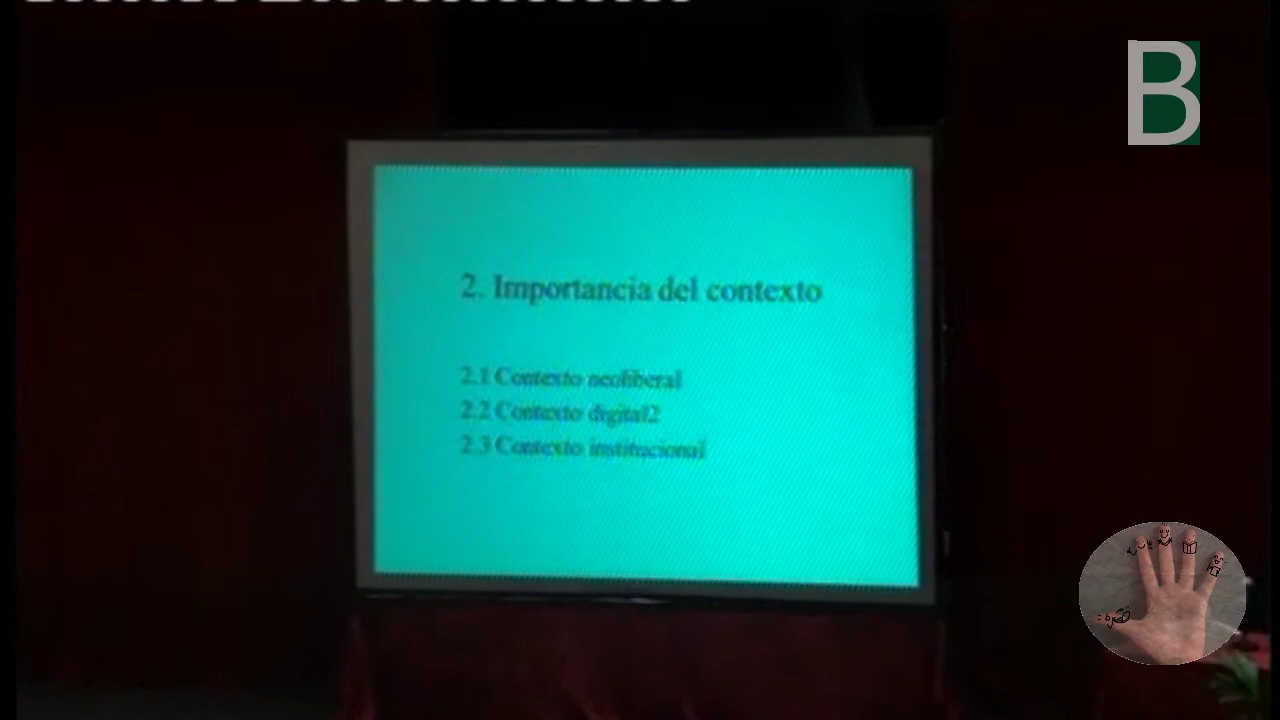 B
2. Importancia del contexto
2.1 Contexto neoliberal
2.2 Contexto digital2
2.3 Contexto institucional